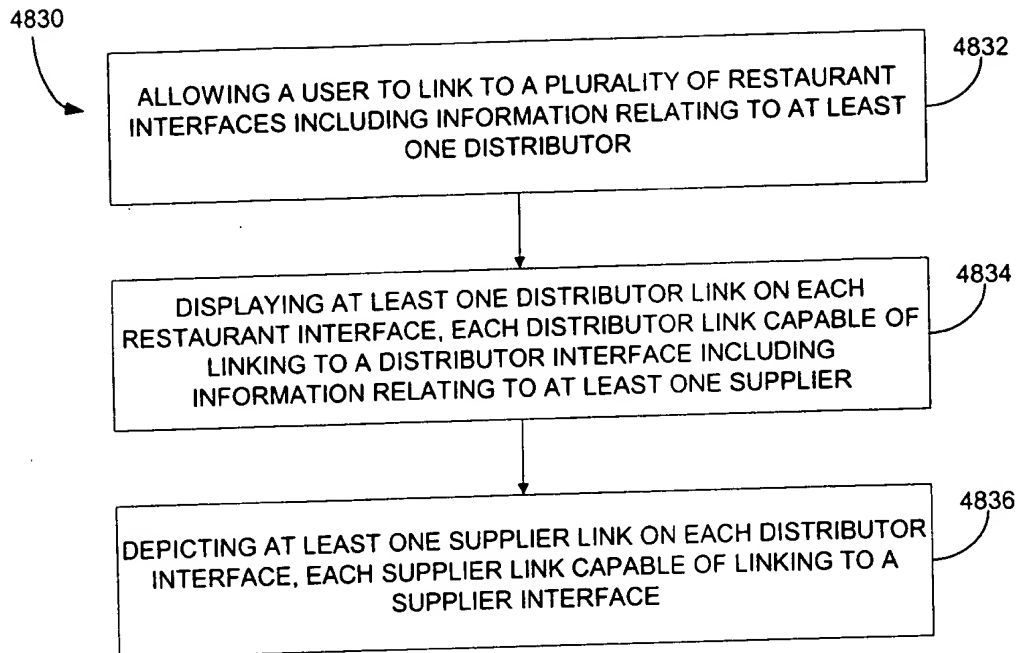 4830
4832
ALLOWING A USER TO LINK TO A PLURALITY OF RESTAURANT
INTERFACES INCLUDING INFORMATION RELATING TO AT LEAST
ONE DISTRIBUTOR
4834
DISPLAYING AT LEAST ONE DISTRIBUTOR LINK ON EACH
RESTAURANT INTERFACE, EACH DISTRIBUTOR LINK CAPABLE OF
LINKING TO A DISTRIBUTOR INTERFACE INCLUDING
INFORMATION RELATING TO AT LEAST ONE SUPPLIER
4836
DEPICTING AT LEAST ONE SUPPLIER LINK ON EACH DISTRIBUTOR
INTERFACE, EACH SUPPLIER LINK CAPABLE OF LINKING TO A
SUPPLIER INTERFACE